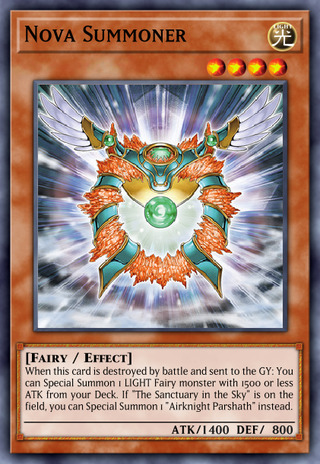 Nova Summoner
LIGHT
光
[Fairy / Effect]
When this card is destroyed by battle and sent to the GY: You
can Special Summon 1 LIGHT Fairy monster with 1500 or less
ATK from your Deck. If "The Sanctuary in the Sky" is on
the field, you can Special Summon 1 "Airknight Parshath" instead.
ATK/1400 DEF/ 800